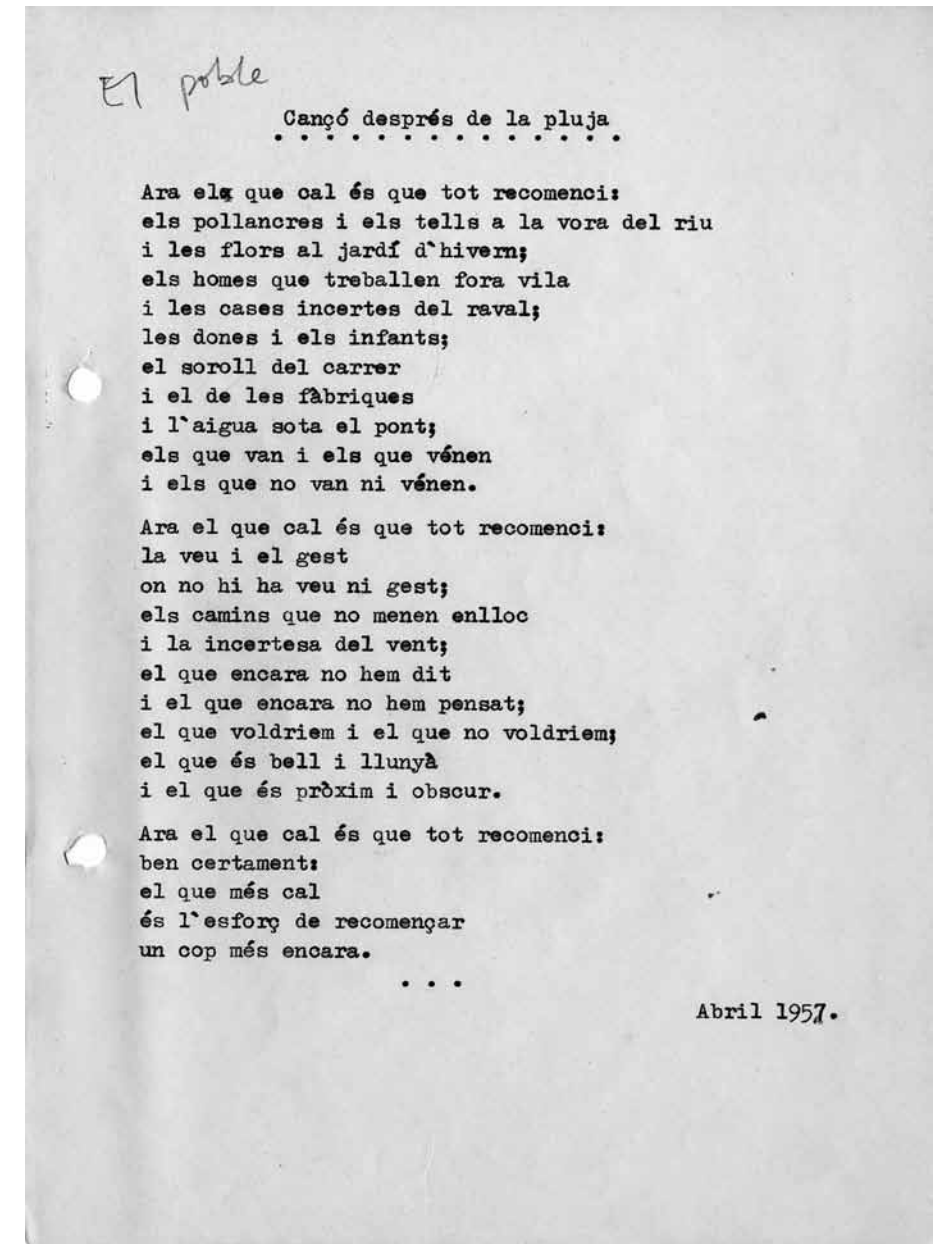 El poble
Cançó després de la pluja
. . . . . . . . . . . . . .
Ara els que cal és que tot recomenci:
els pollancres i els tells a la vora del riu
i les flors al jardí d`hivern;
els homes que treballen fora vila
i les cases incertes del raval;
les dones i els infants;
el soroll del carrer
i el de les fàbriques
i l`aigua sota el pont;
els que van i els que vénen
i els que no van ni vénen.
Ara el que cal és que tot recomenci:
la veu i el gest
on no hi ha veu ni gest;
els camins que no menen enlloc
i la incertesa del vent;
el que encara no hem dit
i el que encara no hem pensat;
el que voldriem i el que no voldriem;
el que és bell i llunyà
i el que és pròxim i obscur.
Ara el que cal és que tot recomenci:
ben certament:
el que més cal
és l`esforç de recomençar
un cop més encara.
. . .
Abril 1957.